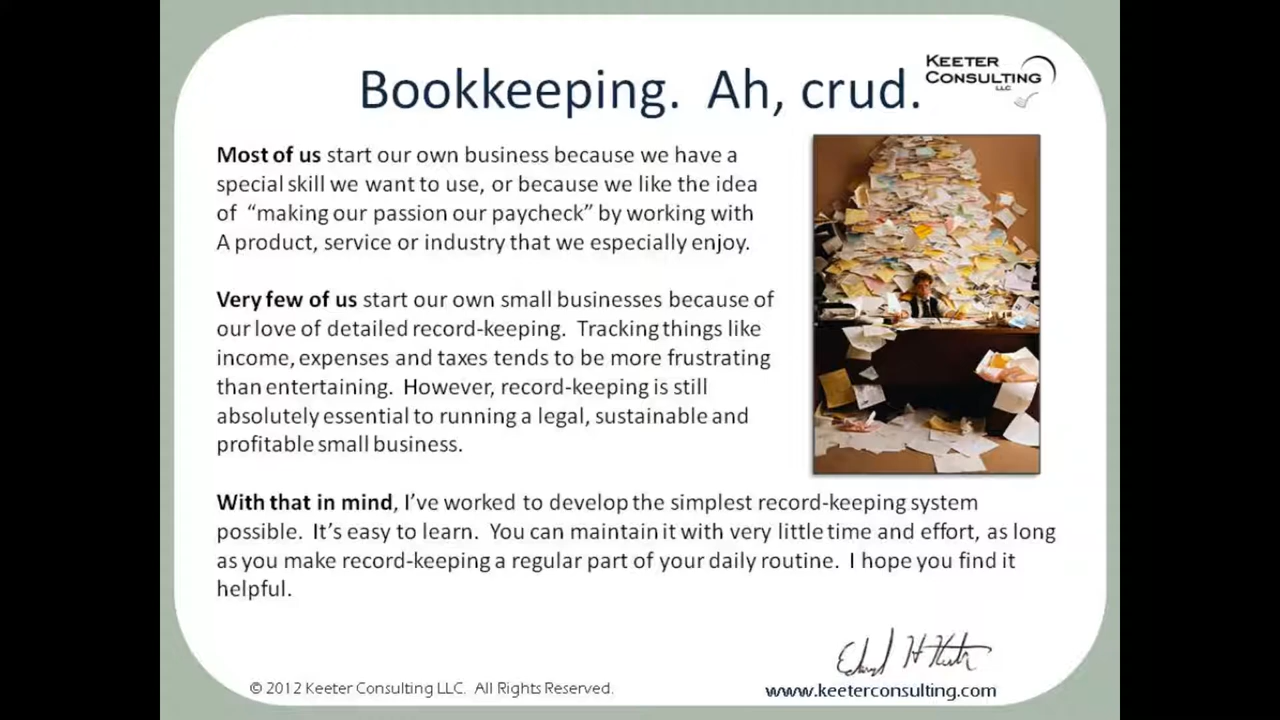 Bookkeeping. Ah, crud.
KEETER
CONSULTING
LLC
Most of us start our own business because we have a
special skill we want to use, or because we like the idea
of “making our passion our paycheck” by working with
A product, service or industry that we especially enjoy.
Very few of us start our own small businesses because of
our love of detailed record-keeping. Tracking things like
income, expenses and taxes tends to be more frustrating
than entertaining. However, record-keeping is still
absolutely essential to running a legal, sustainable and
profitable small business.
With that in mind, I’ve worked to develop the simplest record-keeping system
possible. It’s easy to learn. You can maintain it with very little time and effort, as long
as you make record-keeping a regular part of your daily routine. I hope you find it
helpful.
© 2012 Keeter Consulting LLC. All Rights Reserved.
www.keeterconsulting.com